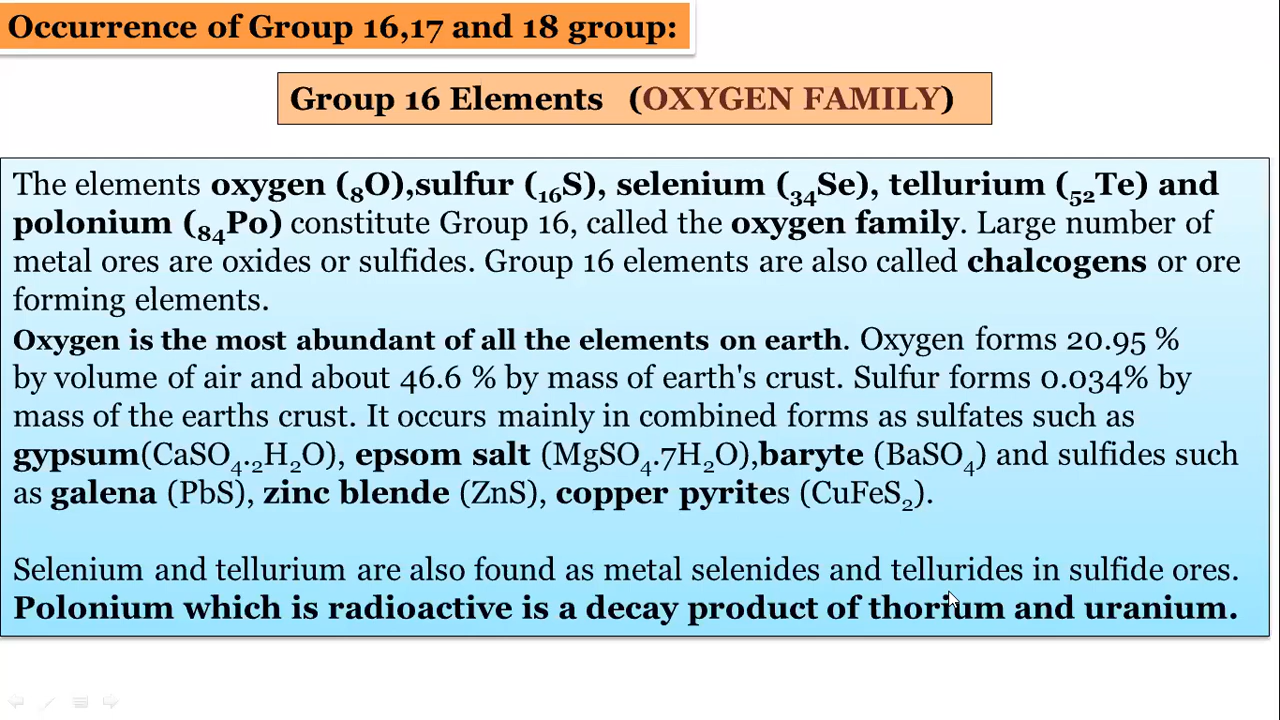 Occurrence of Group 16,17 and 18 group:
Group 16 Elements (OXYGEN FAMILY)
The elements oxygen (₈O),sulfur (₁₆S), selenium (₃₄Se), tellurium (₅₂Te) and
polonium (₈₄Po) constitute Group 16, called the oxygen family. Large number of
metal ores are oxides or sulfides. Group 16 elements are also called chalcogens or ore
forming elements.
Oxygen is the most abundant of all the elements on earth. Oxygen forms 20.95 %
by volume of air and about 46.6 % by mass of earth's crust. Sulfur forms 0.034% by
mass of the earths crust. It occurs mainly in combined forms as sulfates such as
gypsum(CaSO₄.₂H₂O), epsom salt (MgSO₄.7H₂O),baryte (BaSO₄) and sulfides such
as galena (PbS), zinc blende (ZnS), copper pyrites (CuFeS₂).
Selenium and tellurium are also found as metal selenides and tellurides in sulfide ores.
Polonium which is radioactive is a decay product of thorium and uranium.